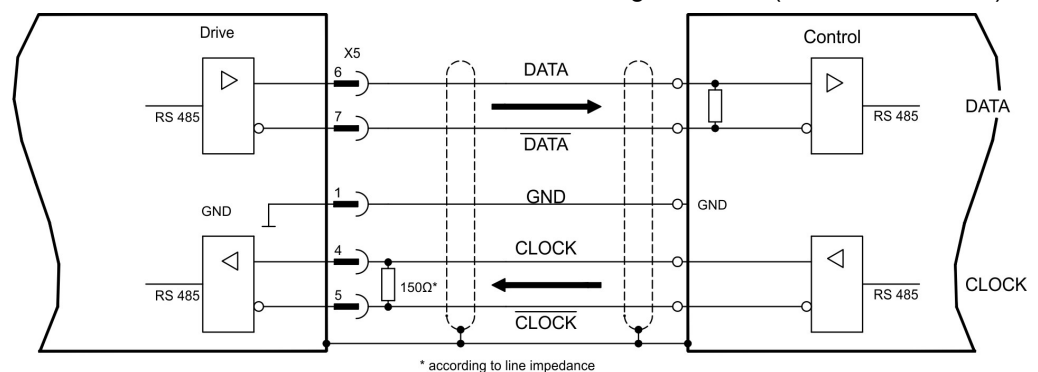 Drive
Control
X5
6
DATA
RS 485
RS 485
DATA
7
DATA
1
GND
GND
GND
4
CLOCK
150Ω*
RS 485
RS 485
CLOCK
5
CLOCK
* according to line impedance